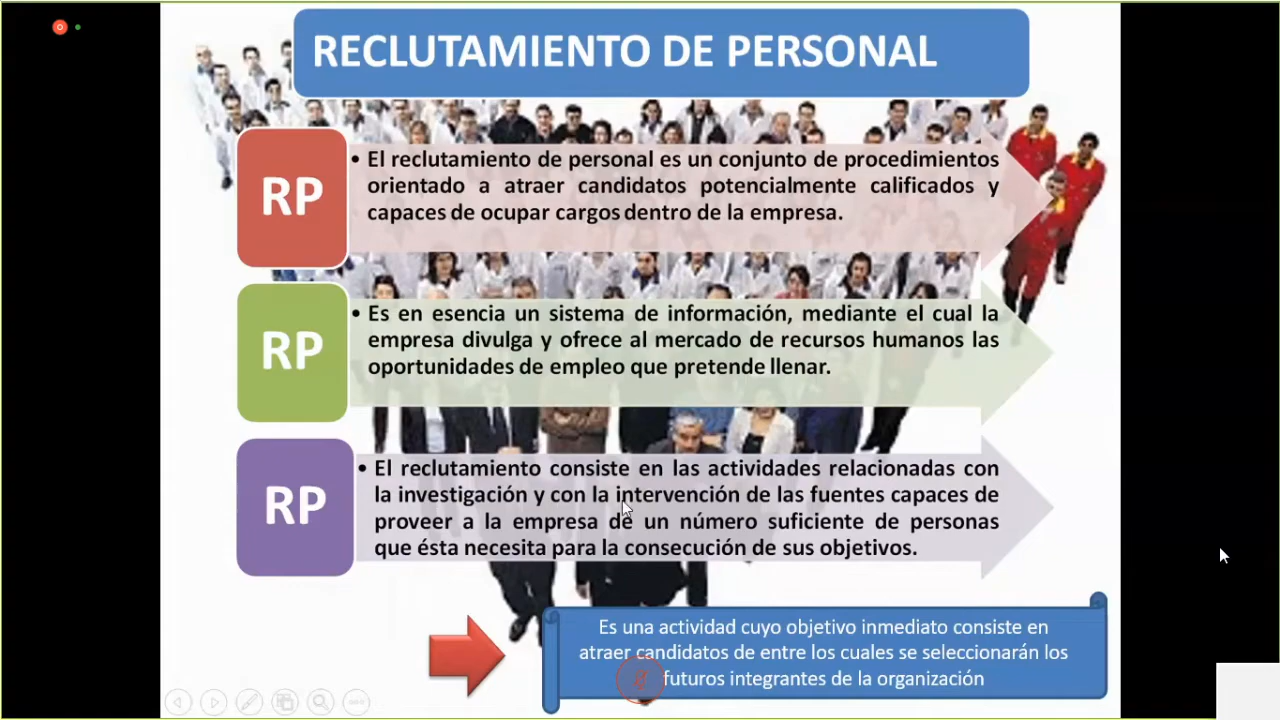 RECLUTAMIENTO DE PERSONAL
RP
• El reclutamiento de personal es un conjunto de procedimientos
orientado a atraer candidatos potencialmente calificados y
capaces de ocupar cargos dentro de la empresa.
RP
• Es en esencia un sistema de información, mediante el cual la
empresa divulga y ofrece al mercado de recursos humanos las
oportunidades de empleo que pretende llenar.
RP
• El reclutamiento consiste en las actividades relacionadas con
la investigación y con la intervención de las fuentes capaces de
proveer a la empresa de un número suficiente de personas
que ésta necesita para la consecución de sus objetivos.
Es una actividad cuyo objetivo inmediato consiste en
atraer candidatos de entre los cuales se seleccionarán los
futuros integrantes de la organización